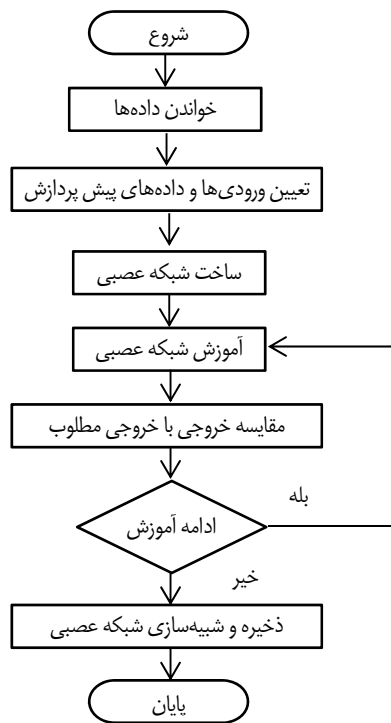 شروع
خواندن داده‌ها
تعیین ورودی‌ها و داده‌های پیش پردازش
ساخت شبکه عصبی
آموزش شبکه عصبی
مقایسه خروجی با خروجی مطلوب
بله
ادامه آموزش
خیر
ذخیره و شبیه‌سازی شبکه عصبی
پایان